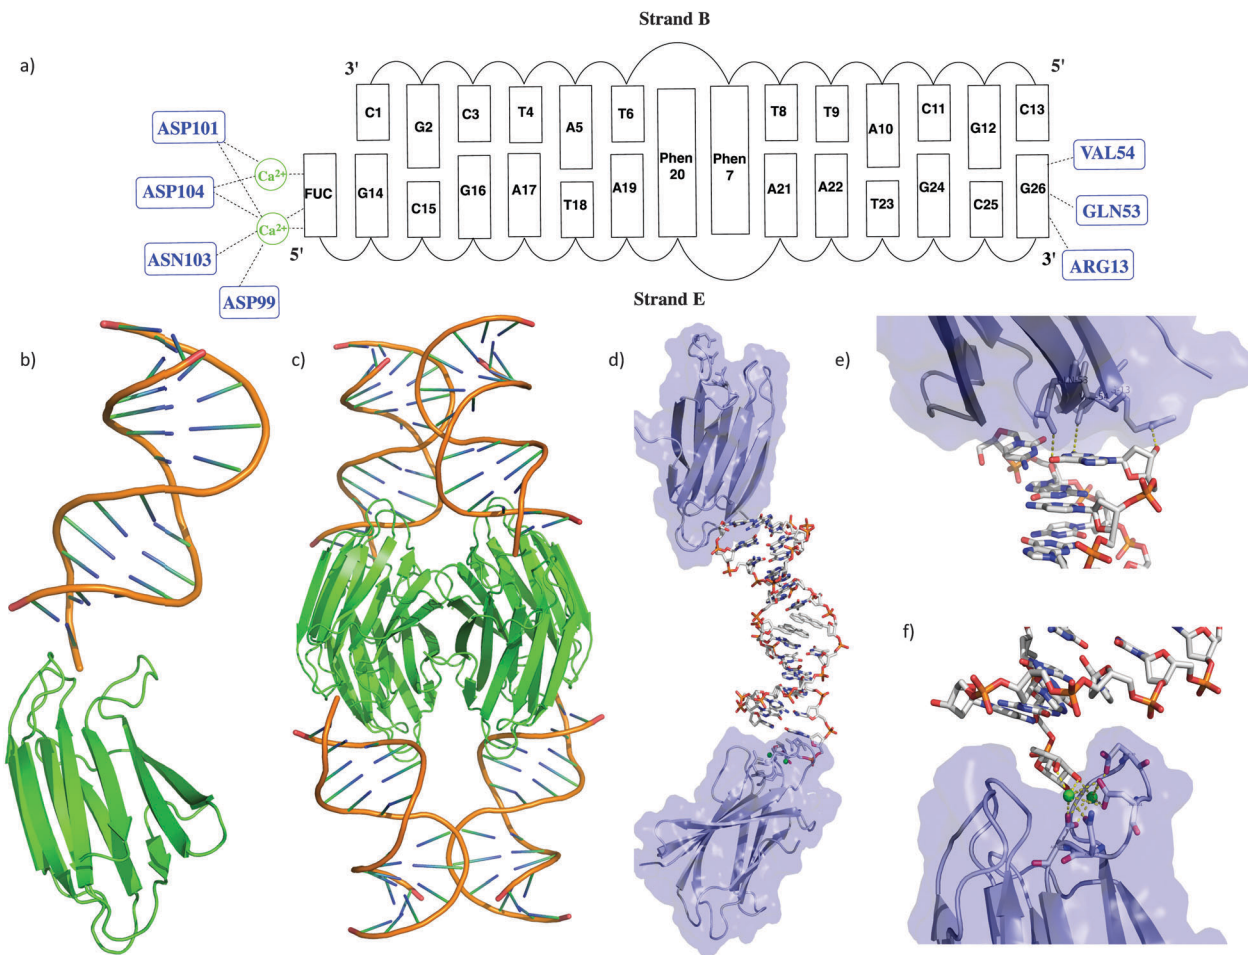 Strand B
a)
3'
5'
C1
G2
C3
T4
A5
T6
Phen
20
Phen
7
T8
T9
A10
C11
G12
C13
ASP101
ASP104
ASN103
ASP99
Ca²⁺
Ca²⁺
FUC
G14
C15
G16
A17
T18
A19
A21
A22
T23
G24
C25
G26
VAL54
GLN53
ARG13
5'
3'
Strand E
b)
c)
d)
e)
f)